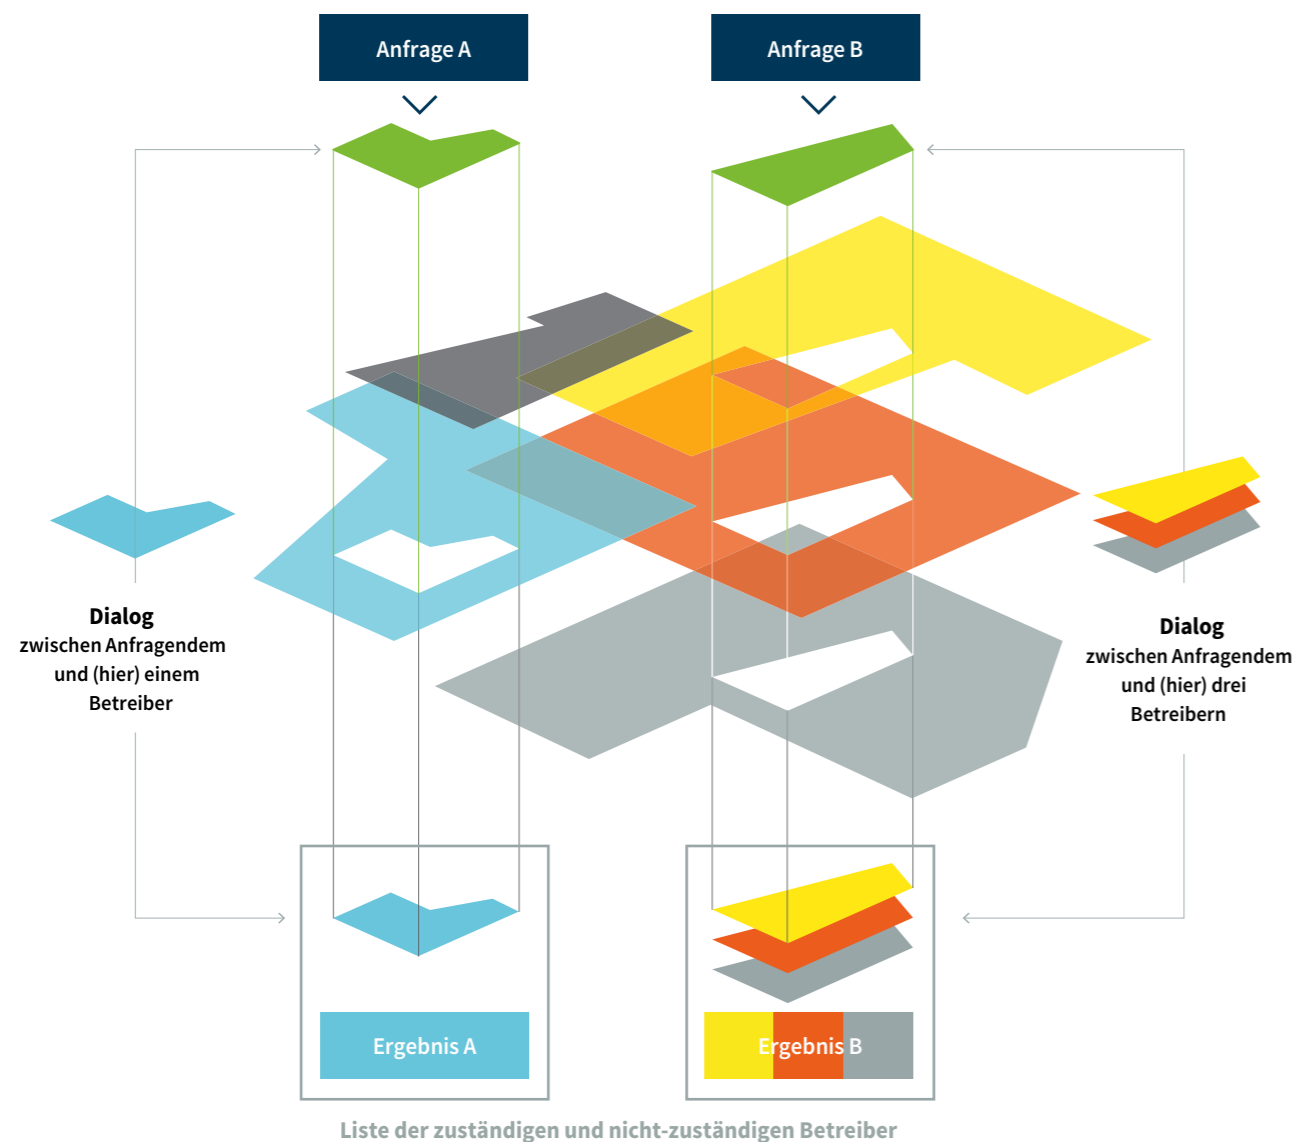 Anfrage A
Anfrage B
Dialog
zwischen Anfragendem
und (hier) einem
Betreiber
Dialog
zwischen Anfragendem
und (hier) drei
Betreibern
Ergebnis A
Ergebnis B
Liste der zuständigen und nicht-zuständigen Betreiber